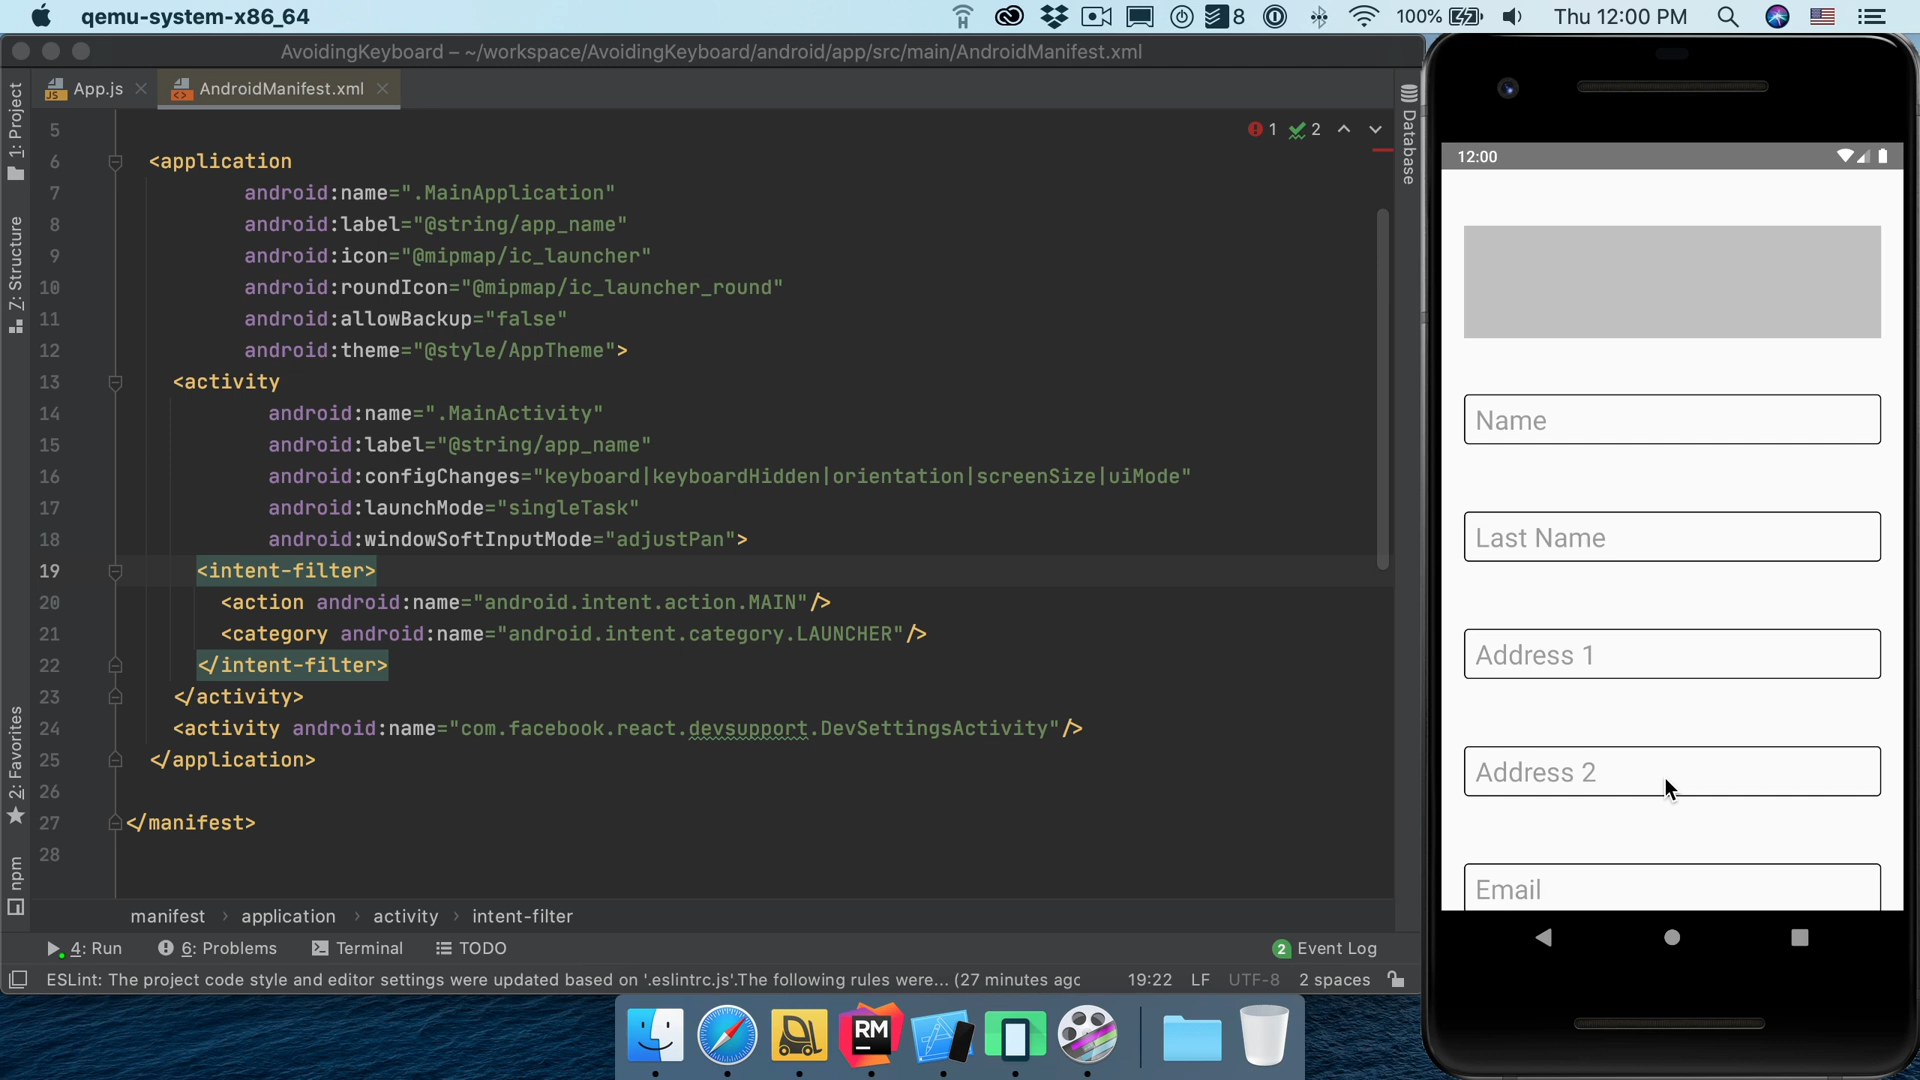 qemu-system-x86_64
8
100%
Thu 12:00 PM
AvoidingKeyboard – ~/workspace/AvoidingKeyboard/android/app/src/main/AndroidManifest.xml
App.js
AndroidManifest.xml
1: Project
Z: Structure
2: Favorites
npm
Database
1
2
5
6 <application
7 android:name=".MainApplication"
8 android:label="@string/app_name"
9 android:icon="@mipmap/ic_launcher"
10 android:roundIcon="@mipmap/ic_launcher_round"
11 android:allowBackup="false"
12 android:theme="@style/AppTheme">
13 <activity
14 android:name=".MainActivity"
15 android:label="@string/app_name"
16 android:configChanges="keyboard|keyboardHidden|orientation|screenSize|uiMode"
17 android:launchMode="singleTask"
18 android:windowSoftInputMode="adjustPan">
19 <intent-filter>
20 <action android:name="android.intent.action.MAIN"/>
21 <category android:name="android.intent.category.LAUNCHER"/>
22 </intent-filter>
23 </activity>
24 <activity android:name="com.facebook.react.devsupport.DevSettingsActivity"/>
25 </application>
26
27 </manifest>
28
manifest › application › activity › intent-filter
4: Run
6: Problems
Terminal
TODO
2 Event Log
ESLint: The project code style and editor settings were updated based on '.eslintrc.js'.The following rules were... (27 minutes agc
19:22 LF UTF-8 2 spaces
12:00
Name
Last Name
Address 1
Address 2
Email
JS
RM